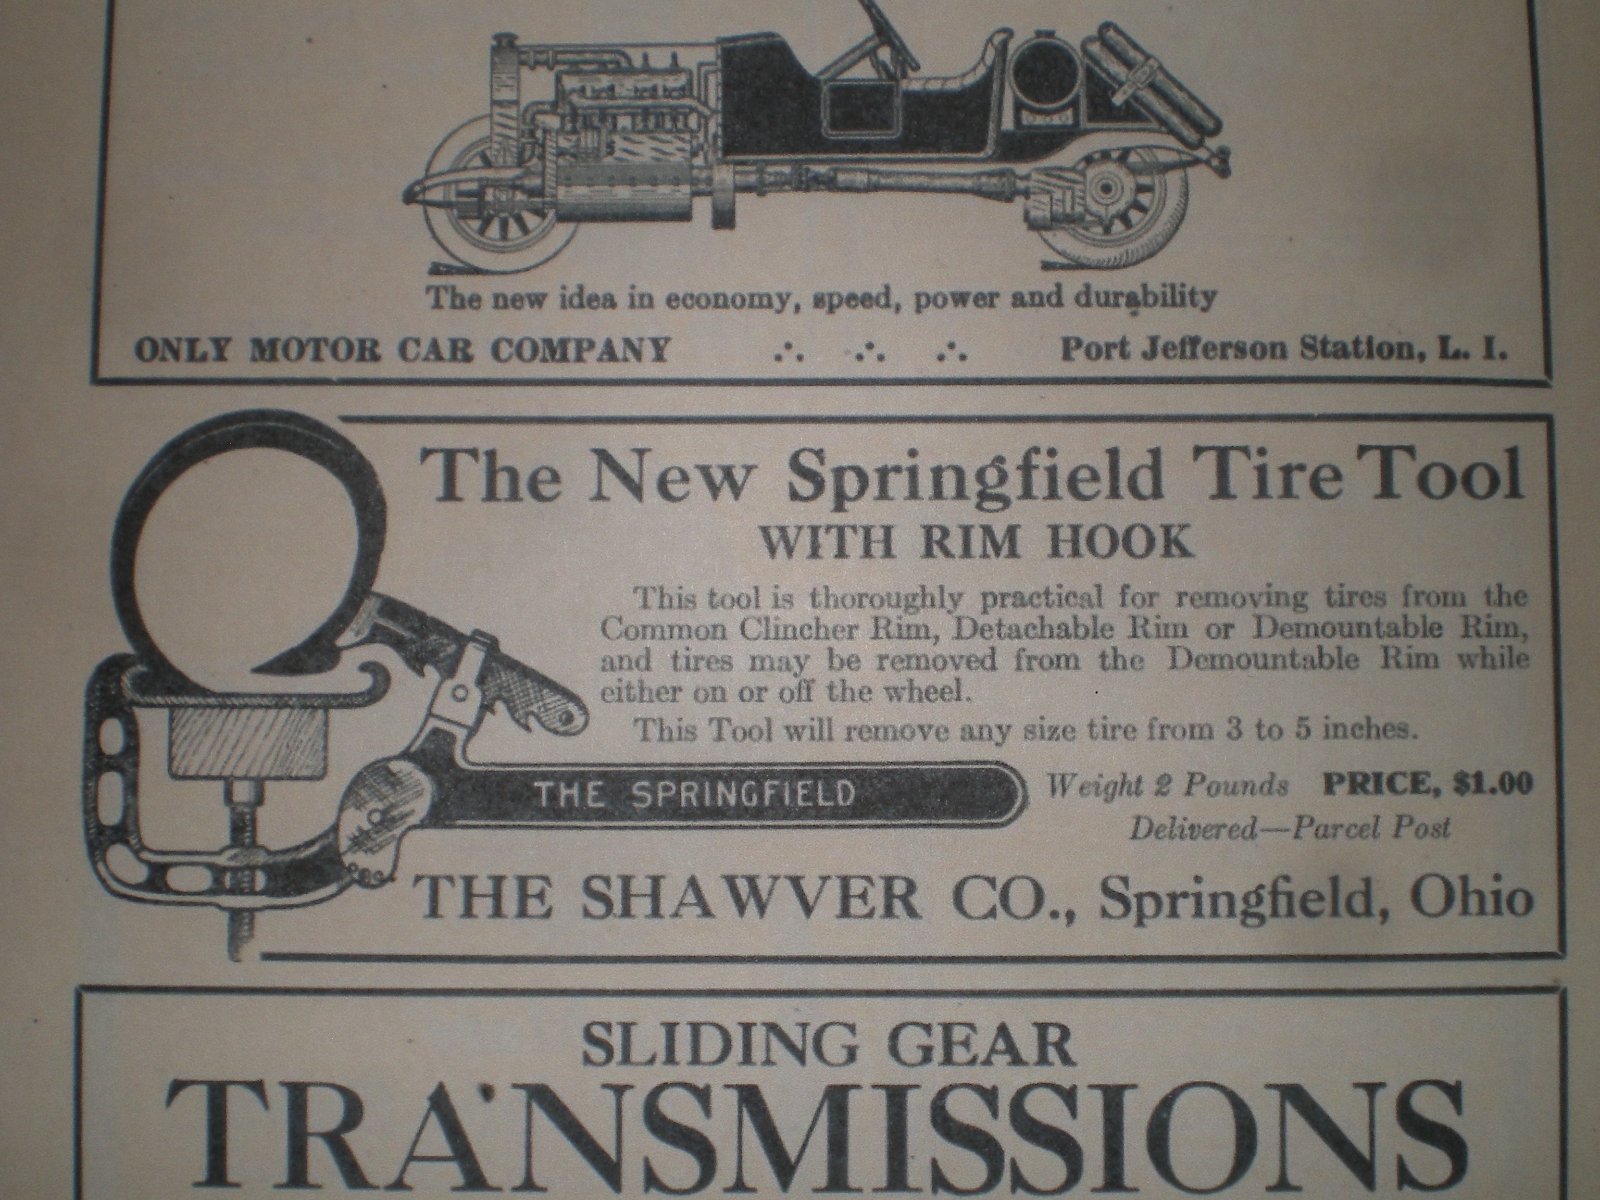 The new idea in economy, speed, power and durability
ONLY MOTOR CAR COMPANY Port Jefferson Station, L. I.
The New Springfield Tire Tool
WITH RIM HOOK
This tool is thoroughly practical for removing tires from the
Common Clincher Rim, Detachable Rim or Demountable Rim,
and tires may be removed from the Demountable Rim while
either on or off the wheel.
This Tool will remove any size tire from 3 to 5 inches.
THE SPRINGFIELD
Weight 2 Pounds PRICE, $1.00
Delivered—Parcel Post
THE SHAWVER CO., Springfield, Ohio
SLIDING GEAR
TRANSMISSIONS